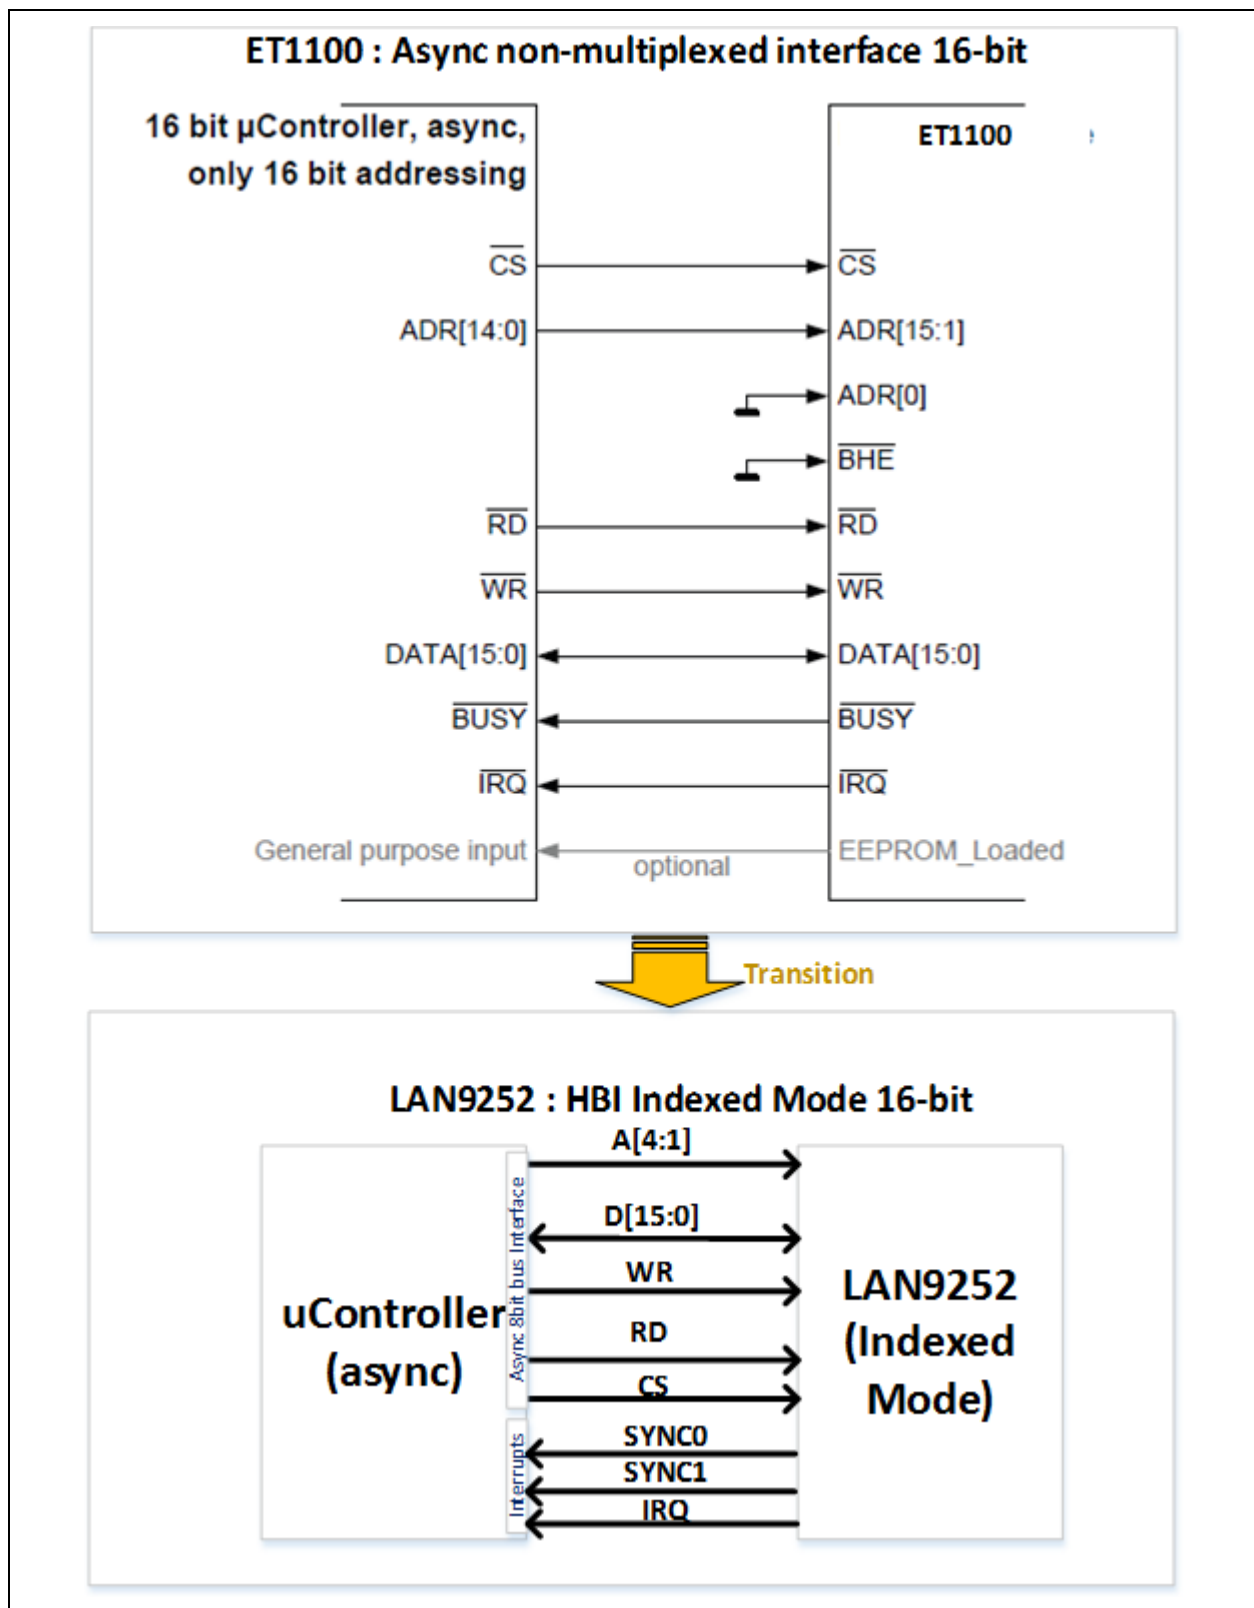 ET1100 : Async non-multiplexed interface 16-bit
16 bit µController, async,
only 16 bit addressing
ET1100
CS
CS
ADR[14:0]
ADR[15:1]
ADR[0]
BHE
RD
RD
WR
WR
DATA[15:0]
DATA[15:0]
BUSY
BUSY
IRQ
IRQ
General purpose input
optional
EEPROM_Loaded
Transition
LAN9252 : HBI Indexed Mode 16-bit
A[4:1]
D[15:0]
WR
RD
CS
SYNC0
SYNC1
IRQ
Async 8bit bus Interface
Interrupts
uController
(async)
LAN9252
(Indexed
Mode)